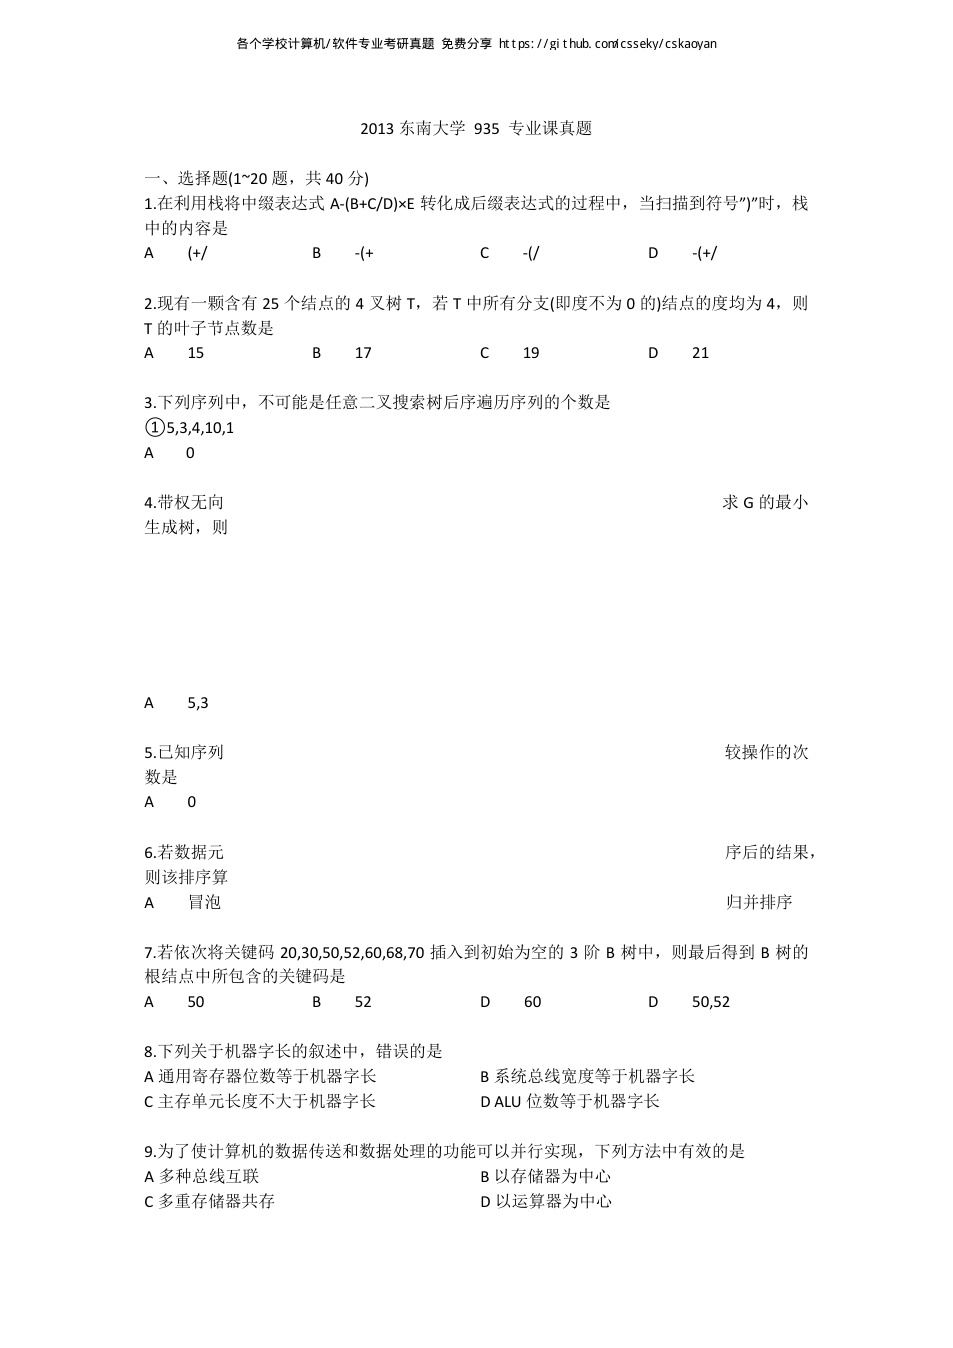 各个学校计算机/软件专业考研真题 免费分享 https://github.com/csseky/cskaoyan
2013 东南大学 935 专业课真题
一、选择题(1~20 题，共 40 分)
1.在利用栈将中缀表达式 A-(B+C/D)×E 转化成后缀表达式的过程中，当扫描到符号”)”时，栈
中的内容是
A (+/ B -(+ C -(/ D -(+/
2.现有一颗含有 25 个结点的 4 叉树 T，若 T 中所有分支(即度不为 0 的)结点的度均为 4，则
T 的叶子节点数是
A 15 B 17 C 19 D 21
3.下列序列中，不可能是任意二叉搜索树后序遍历序列的个数是
①5,3,4,10,1
A 0
4.带权无向 求 G 的最小
生成树，则
A 5,3
5.已知序列 较操作的次
数是
A 0
6.若数据元 序后的结果，
则该排序算
A 冒泡 归并排序
7.若依次将关键码 20,30,50,52,60,68,70 插入到初始为空的 3 阶 B 树中，则最后得到 B 树的
根结点中所包含的关键码是
A 50 B 52 D 60 D 50,52
8.下列关于机器字长的叙述中，错误的是
A 通用寄存器位数等于机器字长 B 系统总线宽度等于机器字长
C 主存单元长度不大于机器字长 D ALU 位数等于机器字长
9.为了使计算机的数据传送和数据处理的功能可以并行实现，下列方法中有效的是
A 多种总线互联 B 以存储器为中心
C 多重存储器共存 D 以运算器为中心